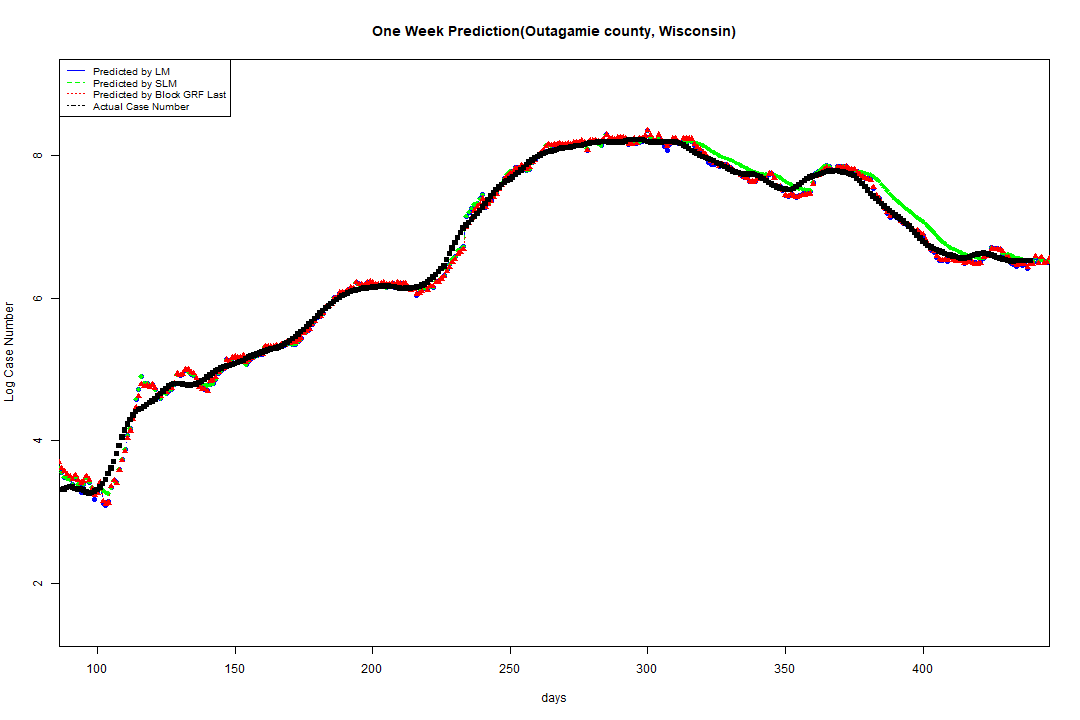 One Week Prediction(Outagamie county, Wisconsin)
Predicted by LM
Predicted by SLM
Predicted by Block GRF Last
Actual Case Number
8
6
4
2
Log Case Number
100 150 200 250 300 350 400
days